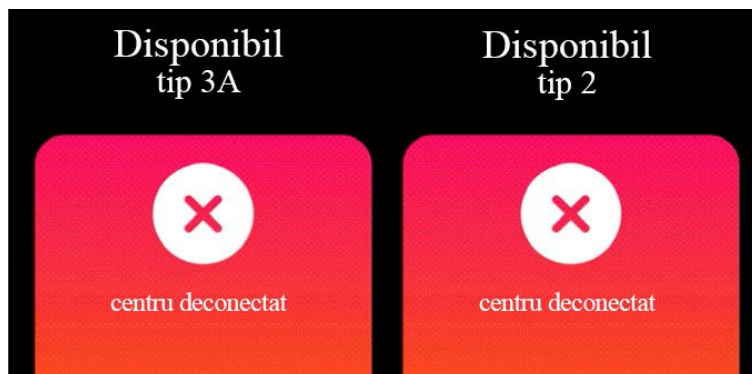 Disponibil
tip 3A
centru deconectat
Disponibil
tip 2
centru deconectat